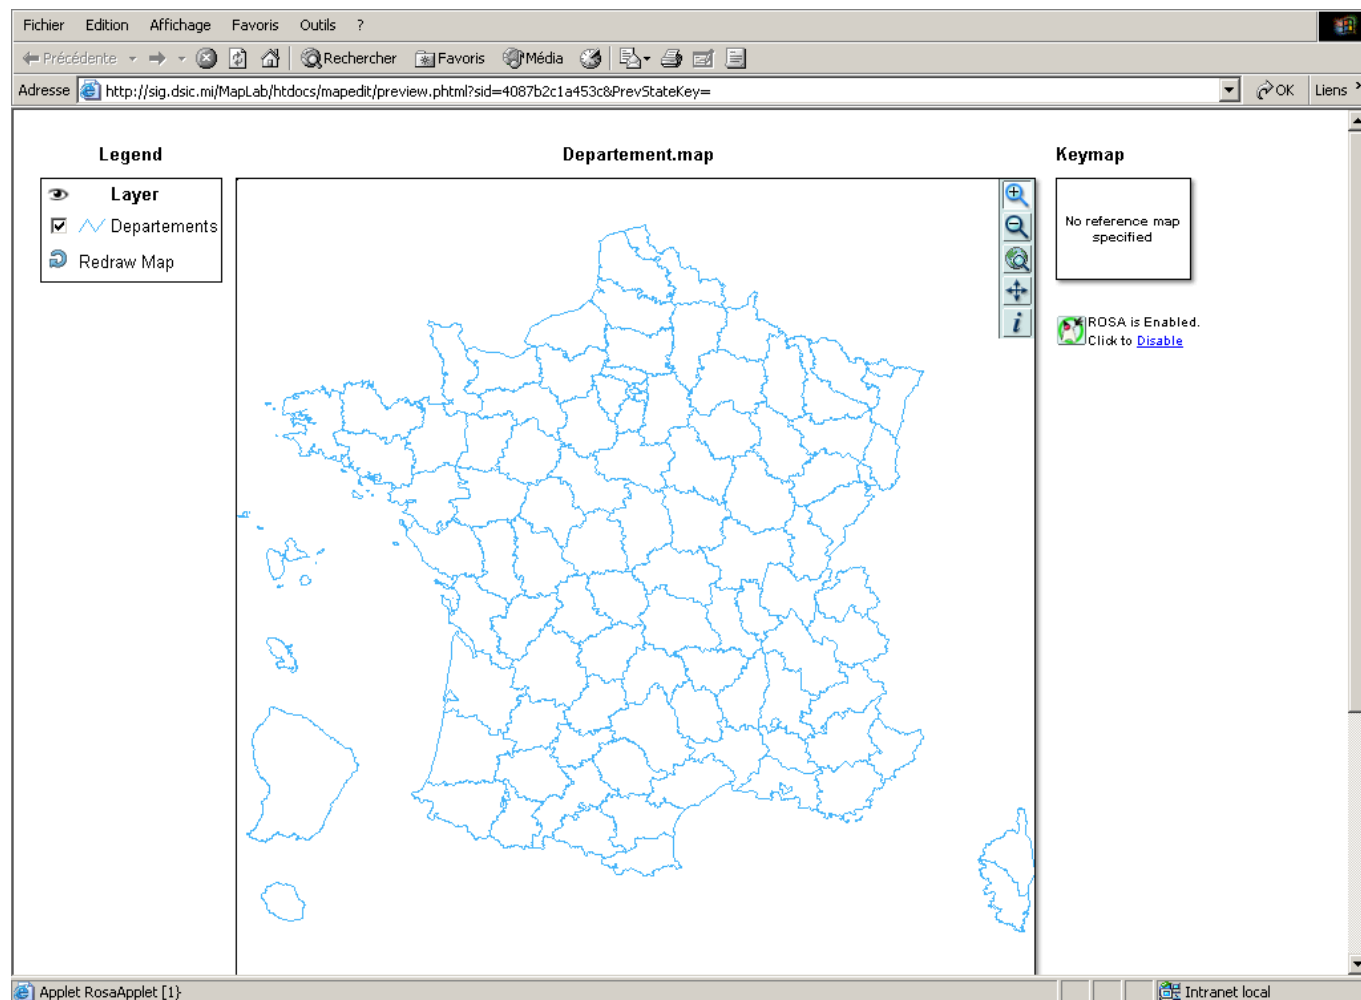 Fichier Edition Affichage Favoris Outils ?
Précédente Rechercher Favoris Média
Adresse http://sig.dsic.mi/MapLab/htdocs/mapedit/preview.phtml?sid=4087b2c1a453c&PrevStateKey= OK Liens
Legend Departement.map Keymap
Layer
Departements
Redraw Map
No reference map
specified
i
ROSA is Enabled.
Click to Disable
Applet RosaApplet [1} Intranet local